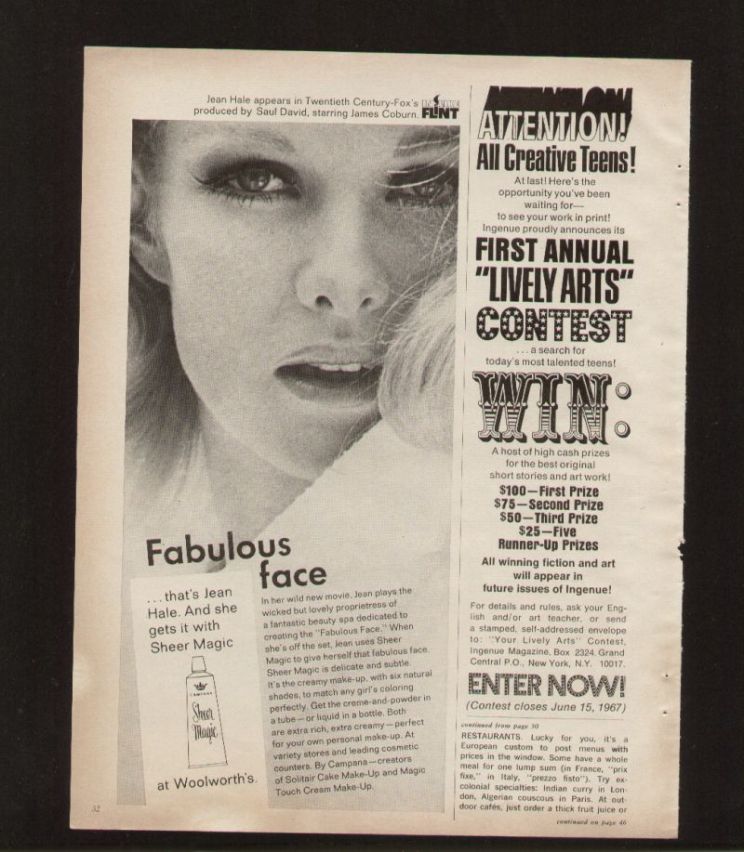 Jean Hale appears in Twentieth Century-Fox's IN LIKE
produced by Saul David, starring James Coburn. FLINT
Fabulous
face
...that's Jean
Hale. And she
gets it with
Sheer Magic
CAMPANA
Sheer
Magic
at Woolworth's.
In her wild new movie, Jean plays the
wicked but lovely proprietress of
a fantastic beauty spa dedicated to
creating the "Fabulous Face." When
she's off the set, Jean uses Sheer
Magic to give herself that fabulous face.
Sheer Magic is delicate and subtle.
It's the creamy make-up, with six natural
shades, to match any girl's coloring
perfectly. Get the creme-and-powder in
a tube—or liquid in a bottle. Both
are extra rich, extra creamy—perfect
for your own personal make-up. At
variety stores and leading cosmetic
counters. By Campana—creators
of Solitair Cake Make-Up and Magic
Touch Cream Make-Up.
52
ATTENTION!
All Creative Teens!
At last! Here's the
opportunity you've been
waiting for—
to see your work in print!
Ingenue proudly announces its
FIRST ANNUAL
"LIVELY ARTS"
CONTEST
...a search for
today's most talented teens!
WIN:
A host of high cash prizes
for the best original
short stories and art work!
$100—First Prize
$75—Second Prize
$50—Third Prize
$25—Five
Runner-Up Prizes
All winning fiction and art
will appear in
future issues of Ingenue!
For details and rules, ask your Eng-
lish and/or art teacher, or send
a stamped, self-addressed envelope
to: "Your Lively Arts" Contest,
Ingenue Magazine, Box 2324, Grand
Central P.O., New York, N.Y. 10017.
ENTER NOW!
(Contest closes June 15, 1967)
continued from page 50
RESTAURANTS. Lucky for you, it's a
European custom to post menus with
prices in the window. Some have a whole
meal for one lump sum (in France, "prix
fixe," in Italy, "prezzo fisto"). Try ex-
colonial specialties: Indian curry in Lon-
don, Algerian couscous in Paris. At out-
door cafés, just order a thick fruit juice or
continued on page 46